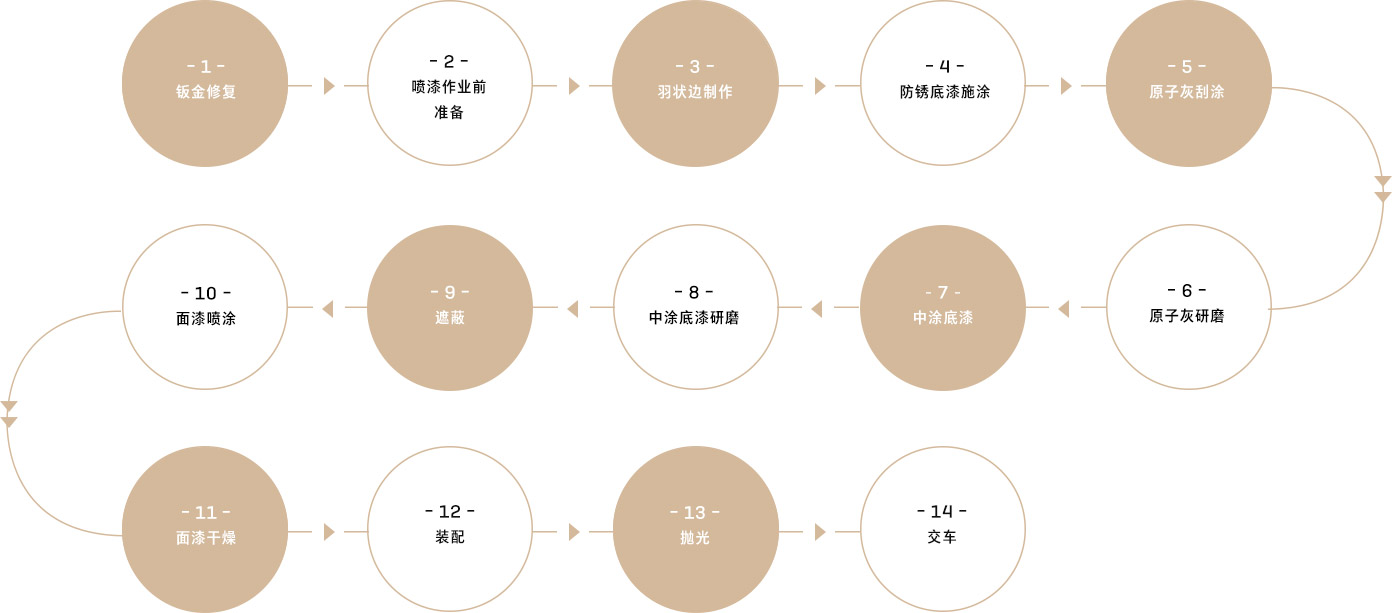 - 1 -
钣金修复
- 2 -
喷漆作业前
准备
- 3 -
羽状边制作
- 4 -
防锈底漆施涂
- 5 -
原子灰刮涂
- 6 -
原子灰研磨
- 7 -
中涂底漆
- 8 -
中涂底漆研磨
- 9 -
遮蔽
- 10 -
面漆喷涂
- 11 -
面漆干燥
- 12 -
装配
- 13 -
抛光
- 14 -
交车